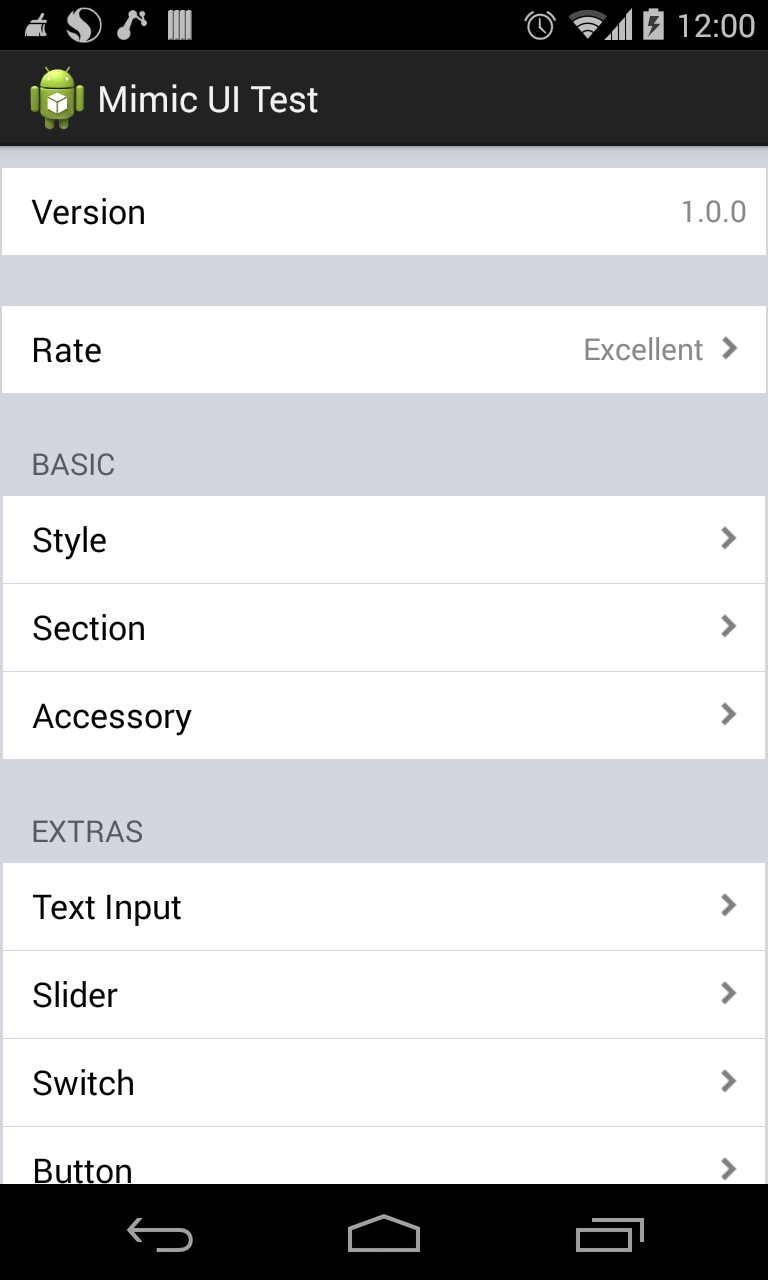 12:00
Mimic UI Test
Version 1.0.0
Rate Excellent
BASIC
Style
Section
Accessory
EXTRAS
Text Input
Slider
Switch
Button